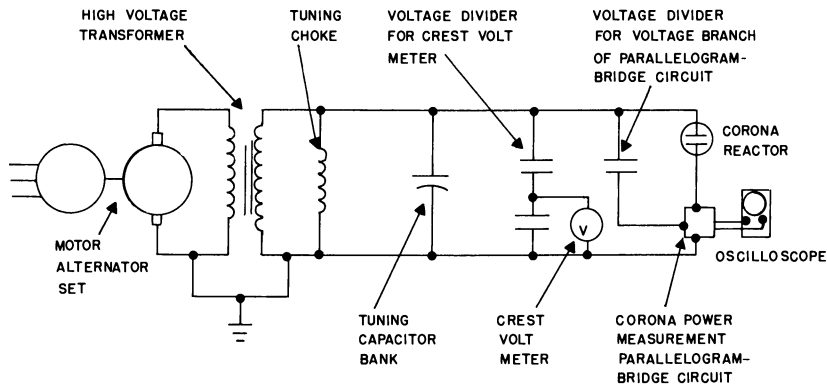 HIGH VOLTAGE
TRANSFORMER
TUNING
CHOKE
VOLTAGE DIVIDER
FOR CREST VOLT
METER
VOLTAGE DIVIDER
FOR VOLTAGE BRANCH
OF PARALLELOGRAM-
BRIDGE CIRCUIT
CORONA
REACTOR
V
MOTOR
ALTERNATOR
SET
OSCILLOSCOPE
TUNING
CAPACITOR
BANK
CREST
VOLT
METER
CORONA POWER
MEASUREMENT
PARALLELOGRAM-
BRIDGE CIRCUIT